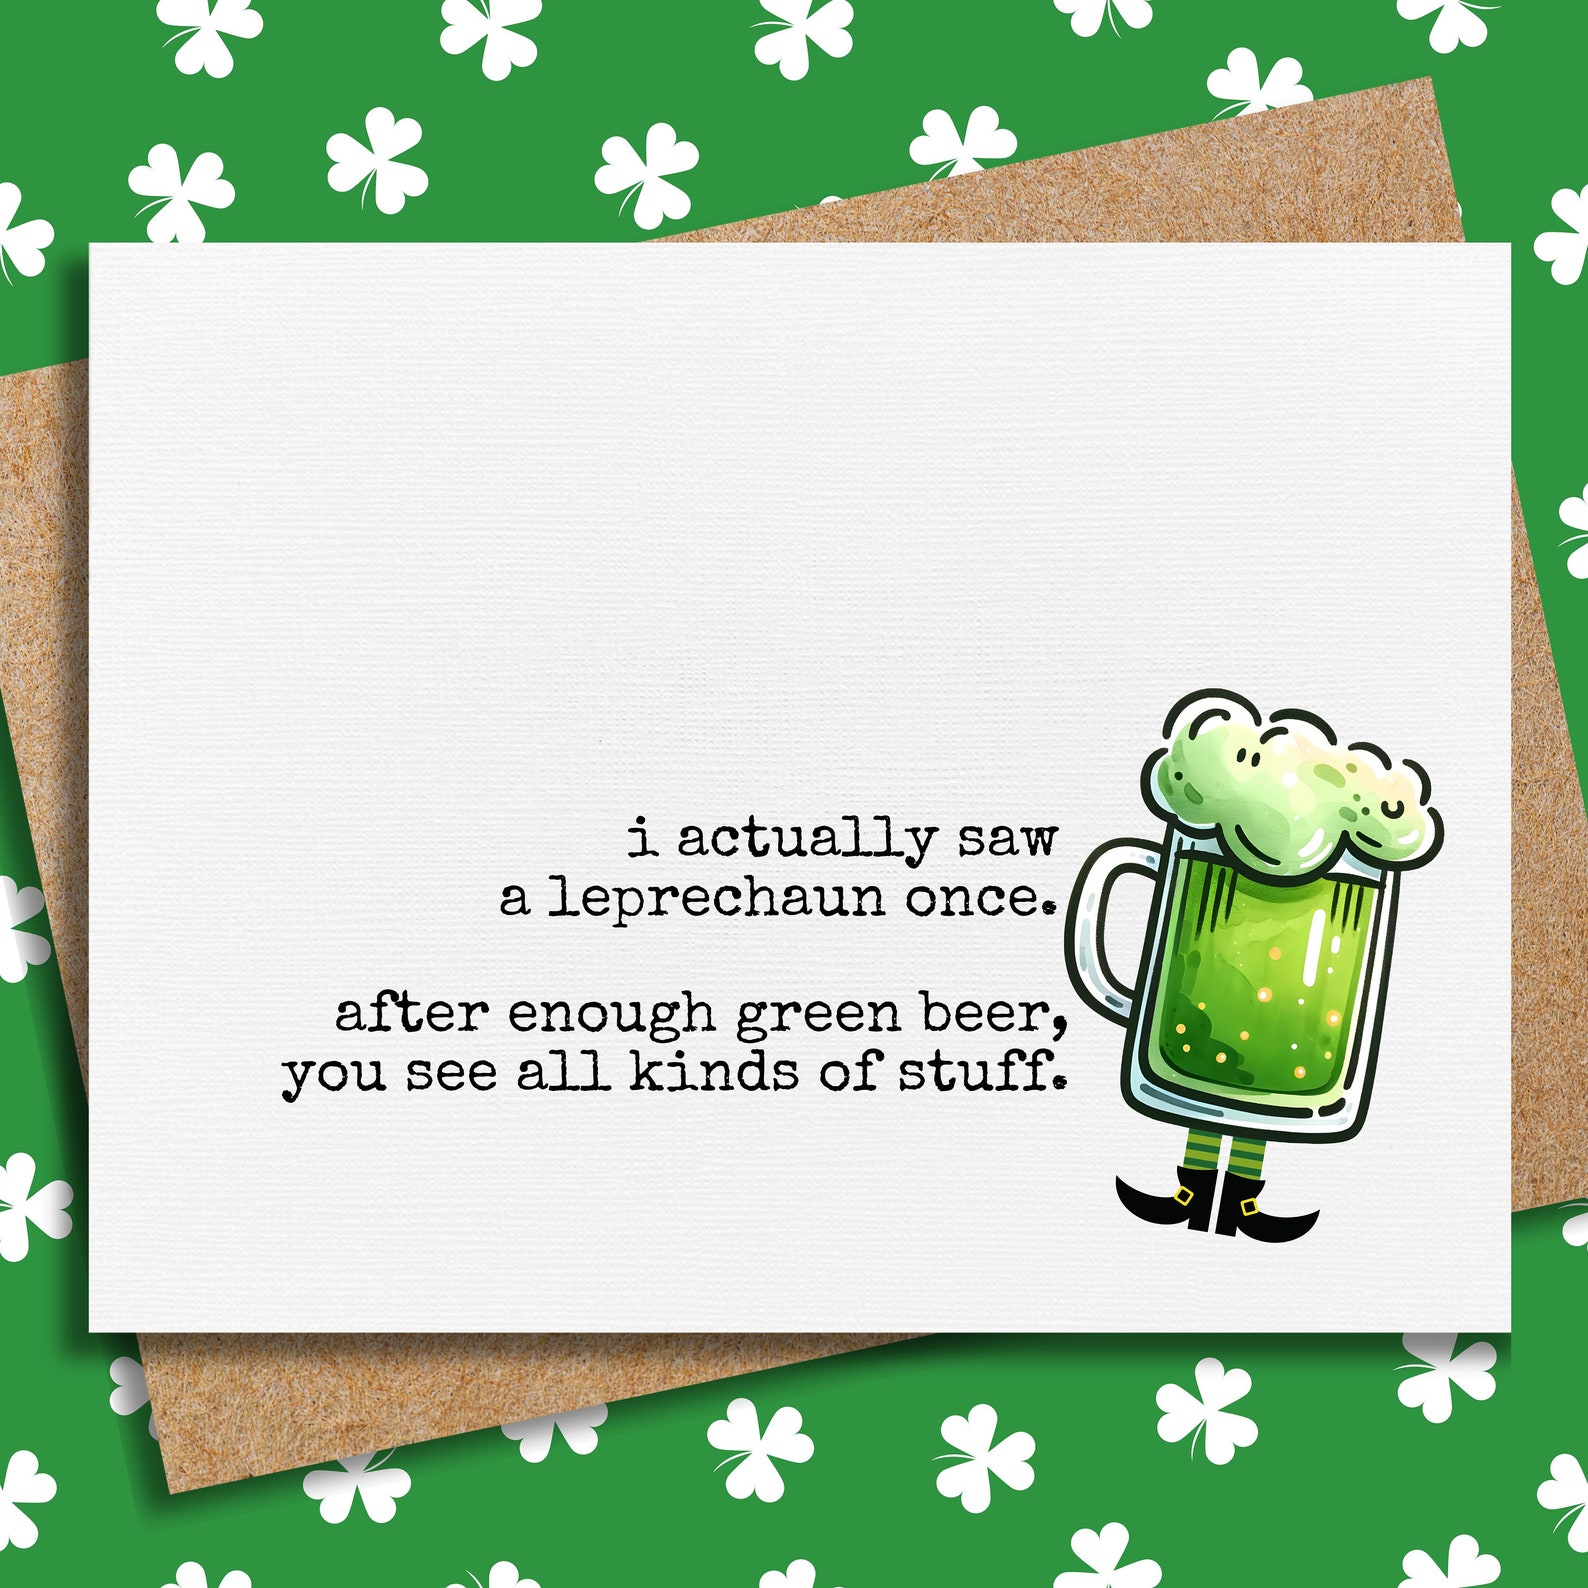 i actually saw
a leprechaun once.
after enough green beer,
you see all kinds of stuff.